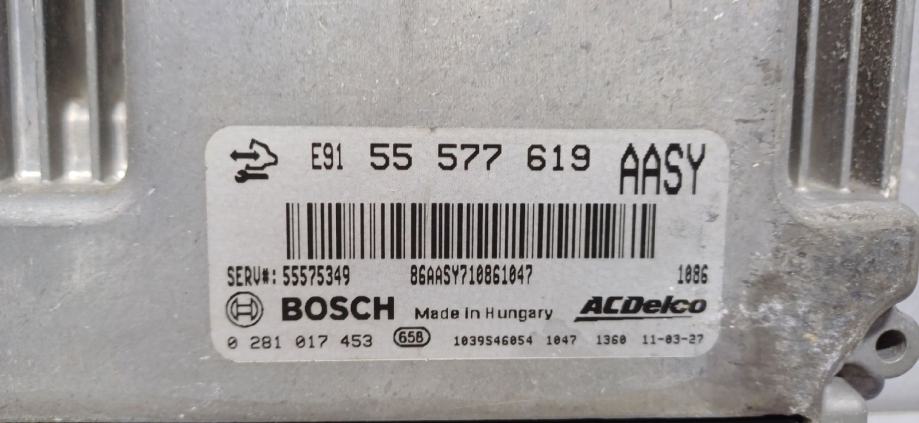 E91 55 577 619 AASY
SERV#: 55575349 86AASY710861047 1086
BOSCH Made in Hungary ACDelco
0 281 017 453 658 1039S46054 1047 1360 11-03-27